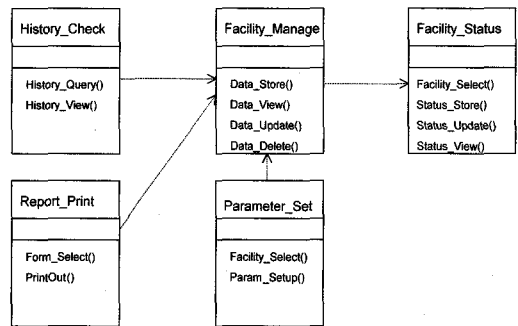 History_Check
History_Query()
History_View()
Facility_Manage
Data_Store()
Data_View()
Data_Update()
Data_Delete()
Facility_Status
Facility_Select()
Status_Store()
Status_Update()
Status_View()
Report_Print
Form_Select()
PrintOut()
Parameter_Set
Facility_Select()
Param_Setup()